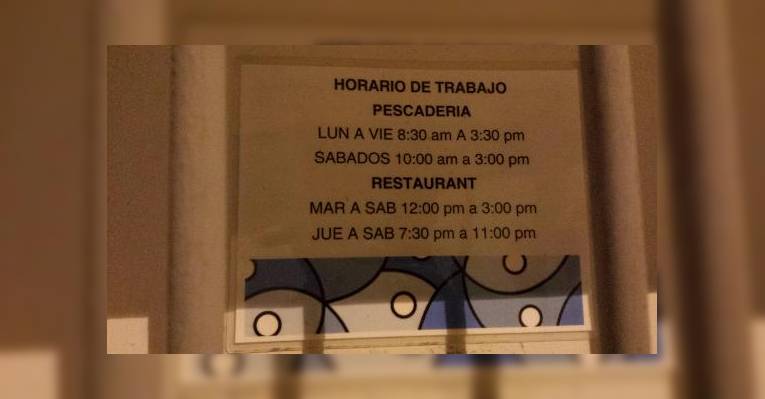 HORARIO DE TRABAJO
PESCADERIA
LUN A VIE 8:30 am A 3:30 pm
SABADOS 10:00 am a 3:00 pm
RESTAURANT
MAR A SAB 12:00 pm a 3:00 pm
JUE A SAB 7:30 pm a 11:00 pm